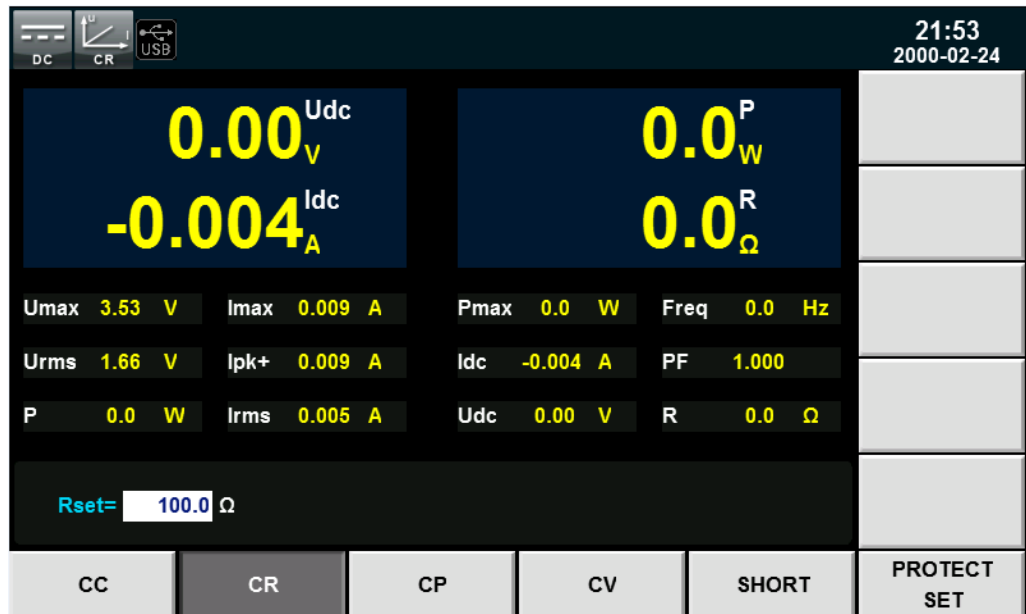 DC U I CR USB 21:53
2000-02-24
0.00 Udc V 0.0 P W
-0.004 Idc A 0.0 R Ω
Umax 3.53 V Imax 0.009 A Pmax 0.0 W Freq 0.0 Hz
Urms 1.66 V Ipk+ 0.009 A Idc -0.004 A PF 1.000
P 0.0 W Irms 0.005 A Udc 0.00 V R 0.0 Ω
Rset= 100.0 Ω
CC CR CP CV SHORT PROTECT
SET